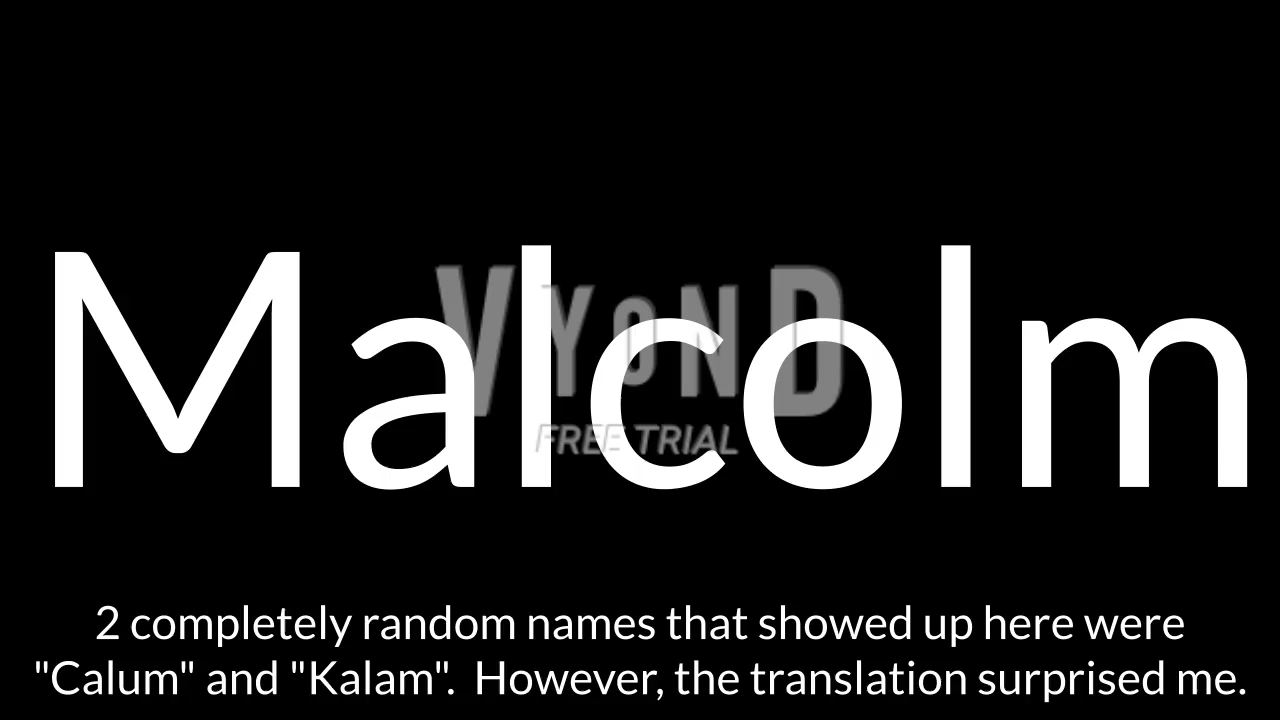 Malcolm
VYOND
FREE TRIAL
2 completely random names that showed up here were
"Calum" and "Kalam".  However, the translation surprised me.